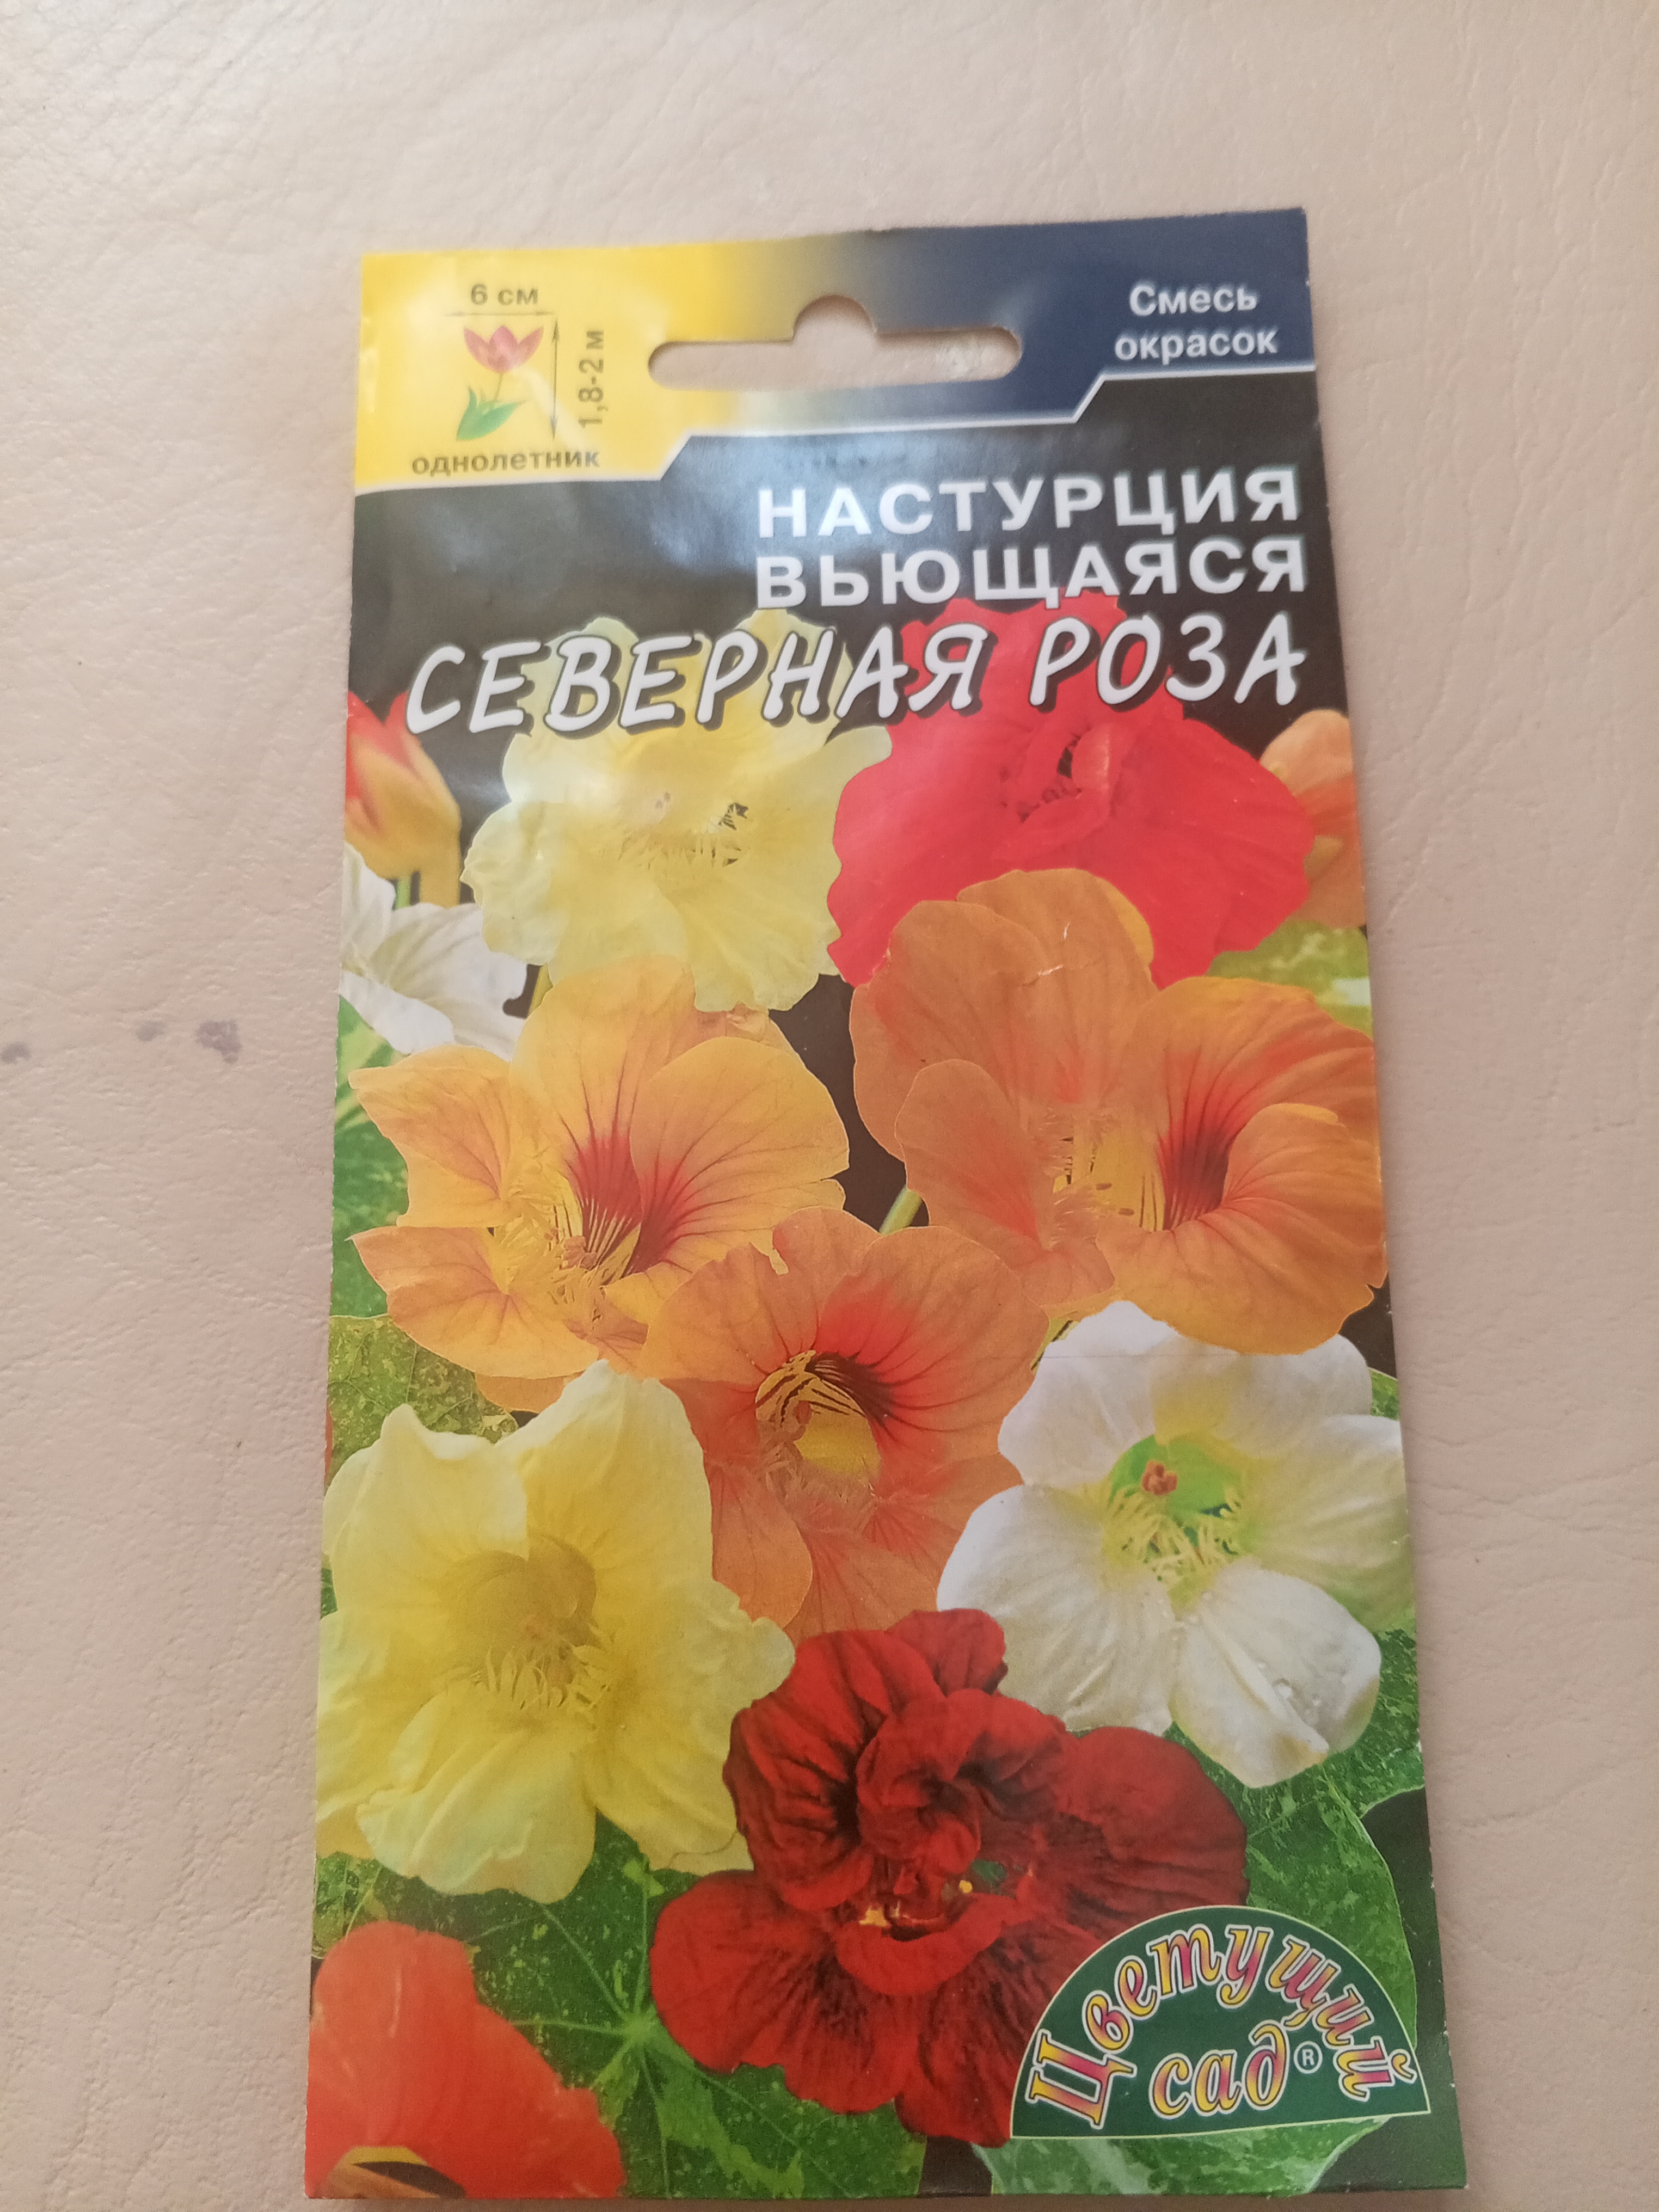 6 см
1,8-2 м
однолетник
Смесь
окрасок
НАСТУРЦИЯ
ВЬЮЩАЯСЯ
СЕВЕРНАЯ РОЗА
Цветущий
сад®